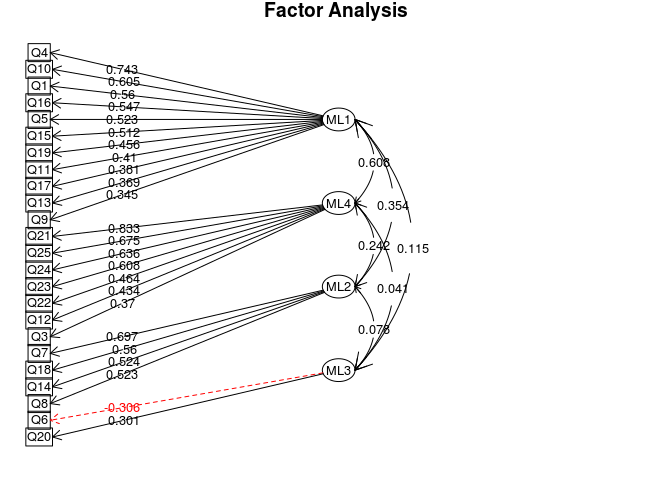 Factor Analysis
Q4
Q10
Q1
Q16
Q5
Q15
Q19
Q11
Q17
Q13
Q9
Q21
Q25
Q24
Q23
Q22
Q12
Q3
Q7
Q18
Q14
Q8
Q6
Q20
0.743
0.605
0.56
0.547
0.523
0.512
0.456
0.41
0.381
0.369
0.345
0.833
0.675
0.636
0.608
0.464
0.434
0.37
0.697
0.56
0.524
0.523
-0.306
0.301
ML1
ML4
ML2
ML3
0.608
0.354
0.242
0.115
0.041
0.078